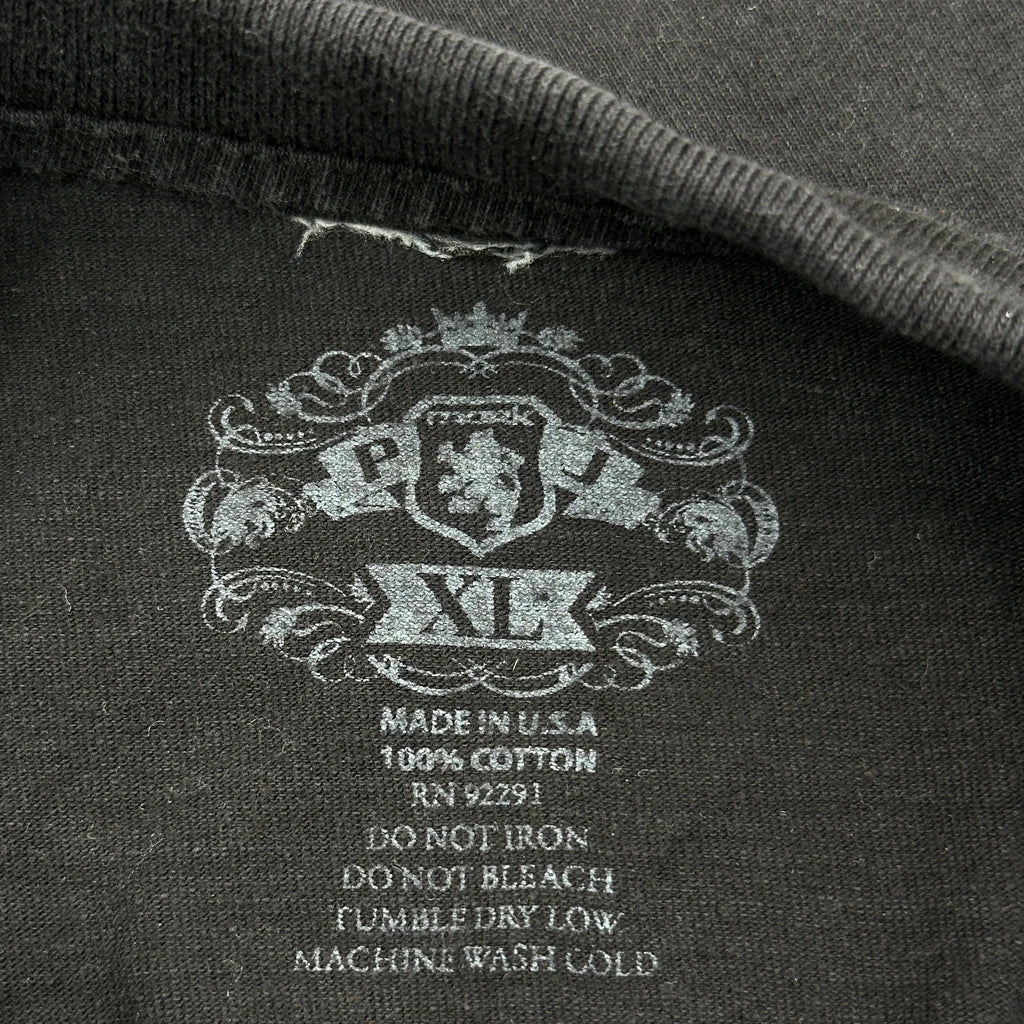 P J
XL
MADE IN U.S.A
100% COTTON
RN 92291
DO NOT IRON
DO NOT BLEACH
TUMBLE DRY LOW
MACHINE WASH COLD